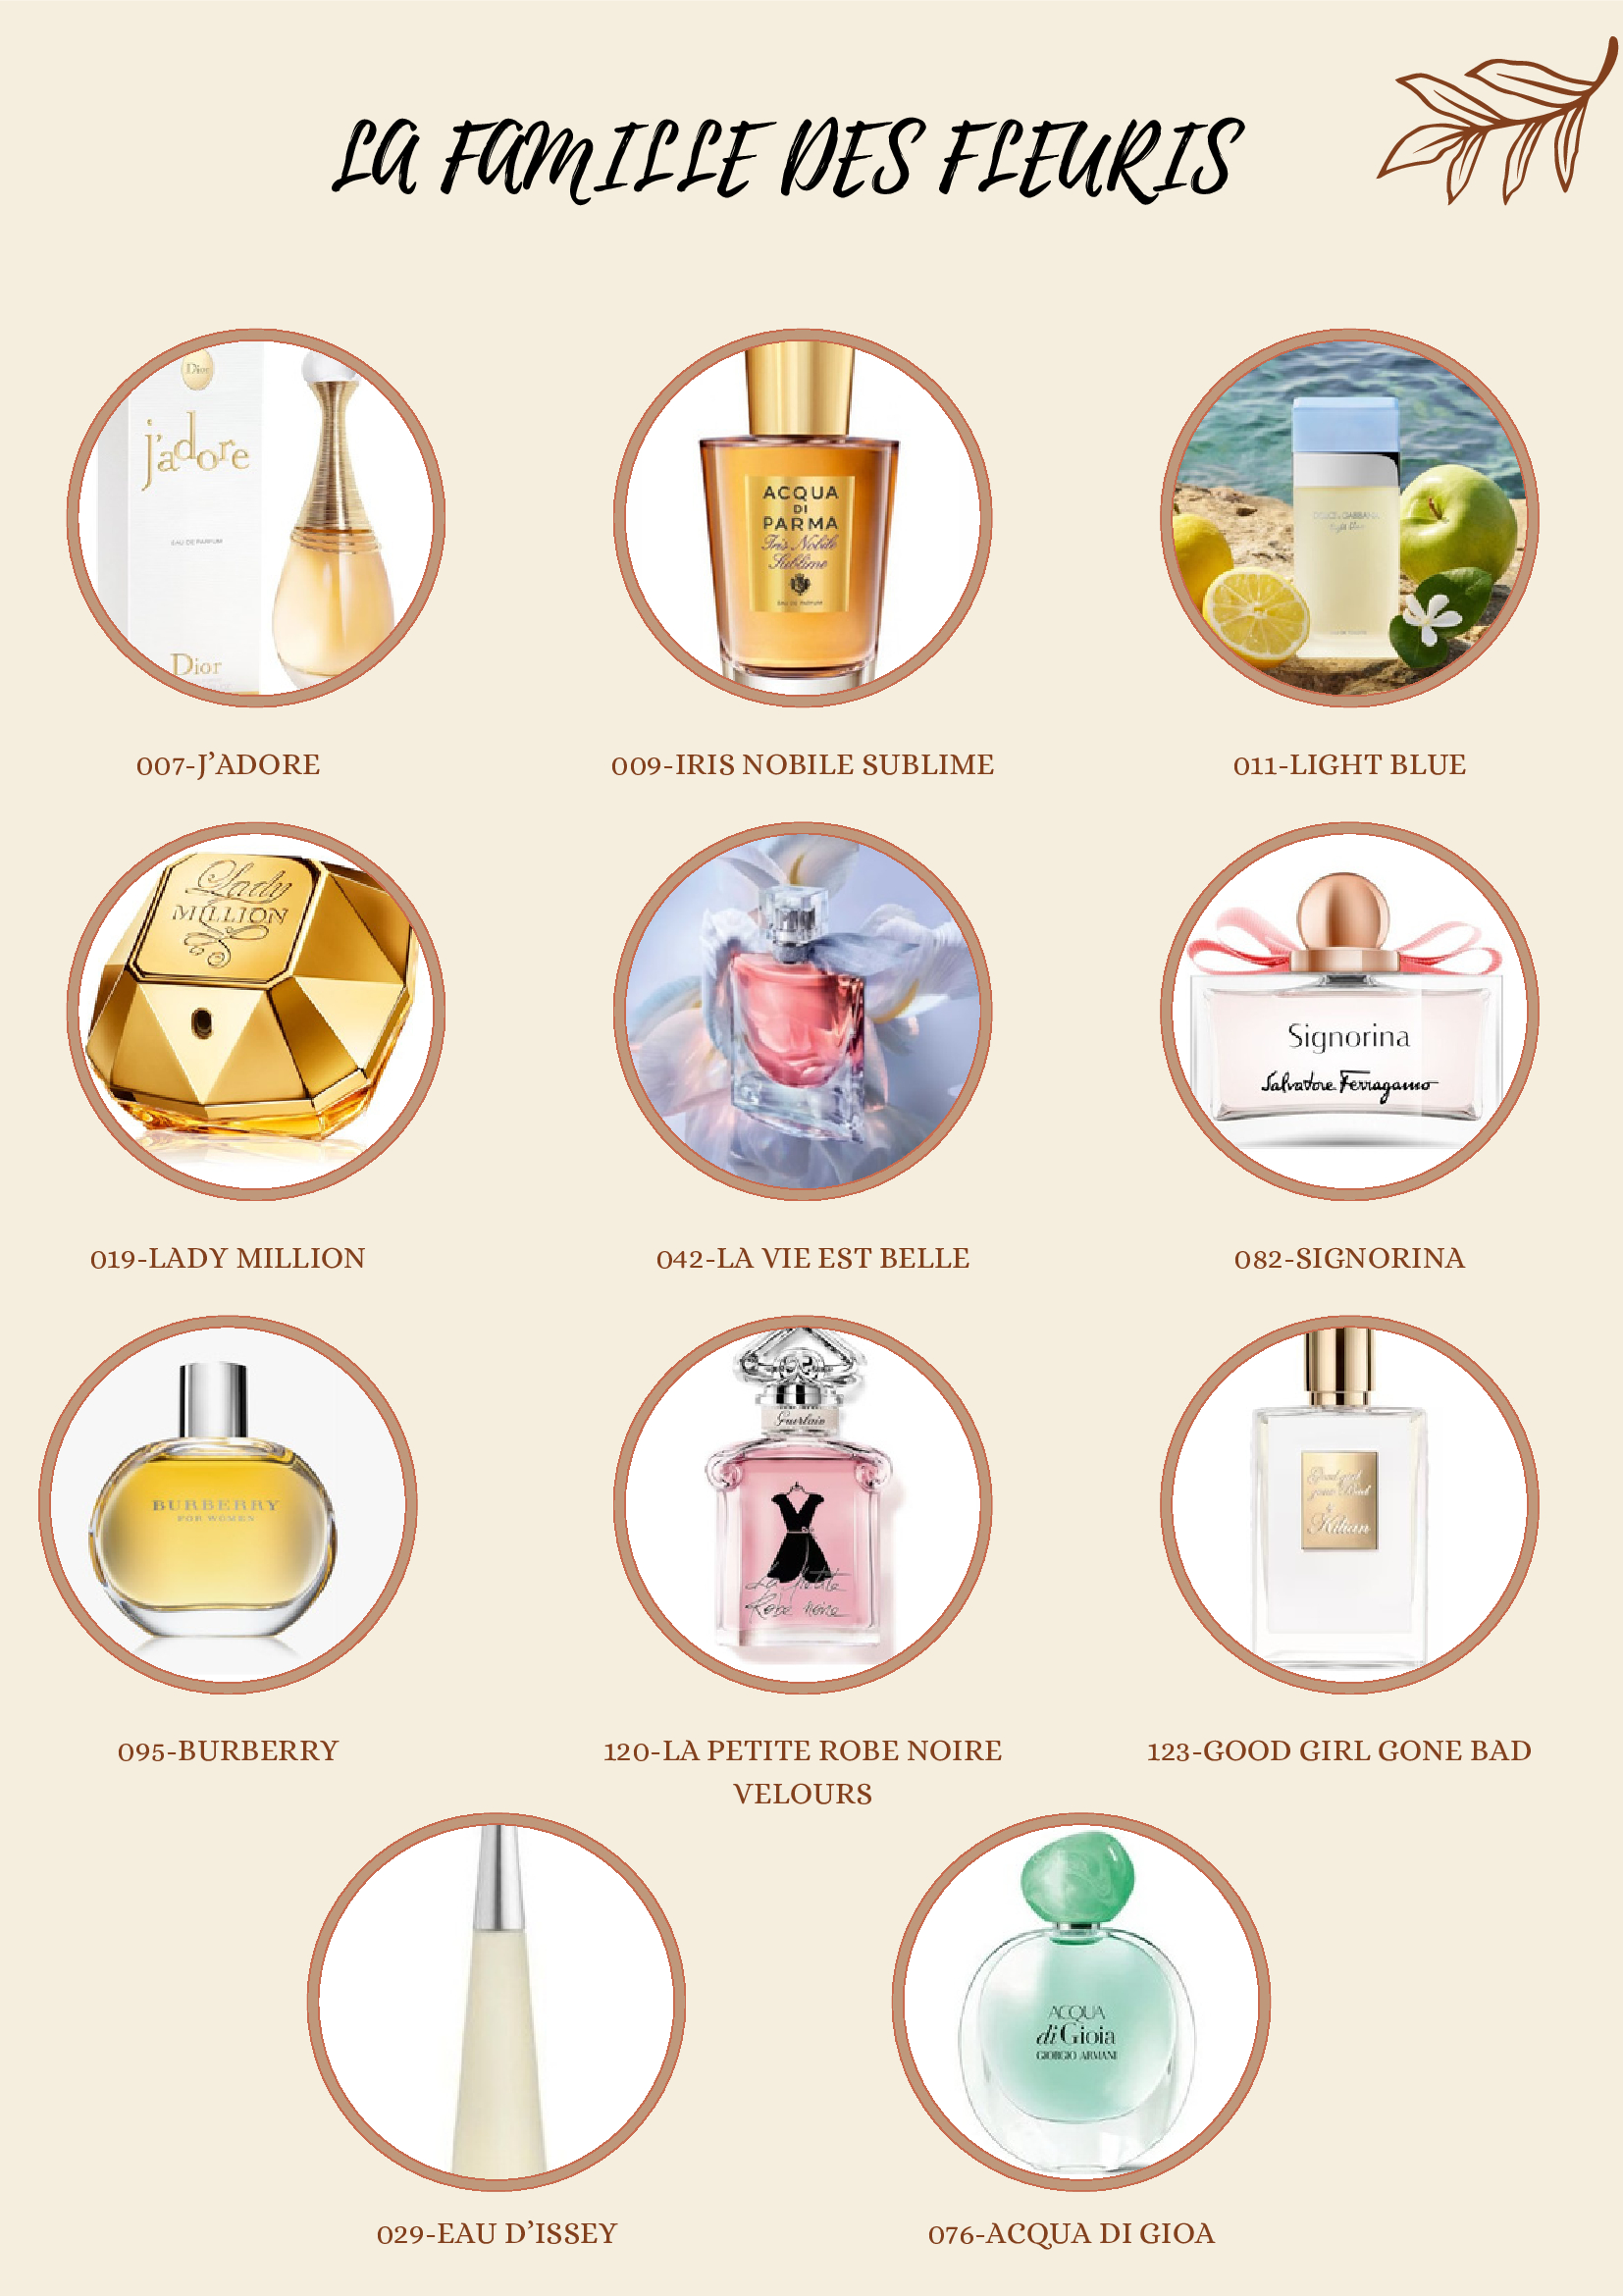 LA FAMILLE DES FLEURIS
Dior
j'adore
EAU DE PARFUM
Dior
ACQUA
DI
PARMA
Iris Nobile
Sublime
EAU DE PARFUM
DOLCE & GABBANA
light blue
007-J’ADORE
009-IRIS NOBILE SUBLIME
011-LIGHT BLUE
Lady
MILLION
Signorina
Salvatore Ferragamo
019-LADY MILLION
042-LA VIE EST BELLE
082-SIGNORINA
BURBERRY
FOR WOMEN
Guerlain
La petite
Robe noire
Good girl
gone Bad
by
Kilian
095-BURBERRY
120-LA PETITE ROBE NOIRE
VELOURS
123-GOOD GIRL GONE BAD
ACQUA
di Gioia
GIORGIO ARMANI
029-EAU D’ISSEY
076-ACQUA DI GIOA